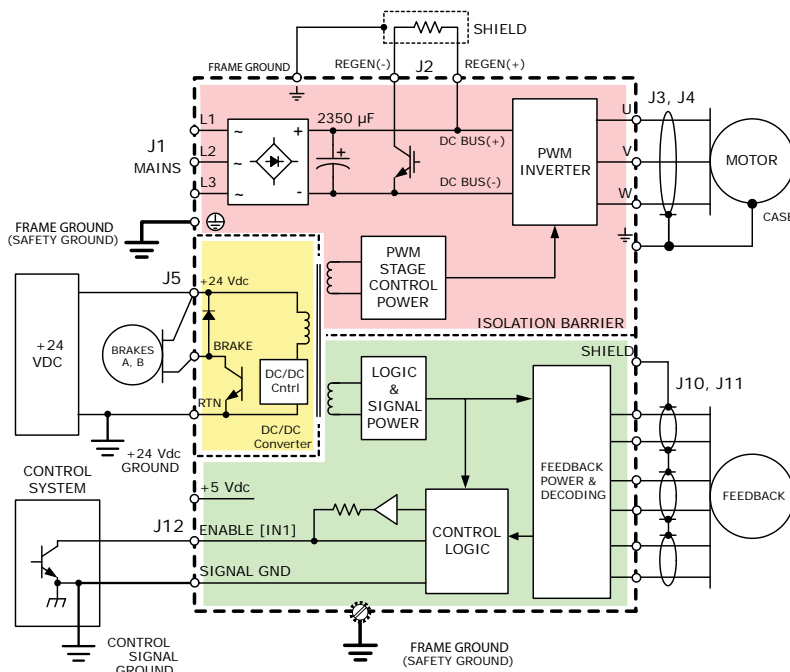 SHIELD
FRAME GROUND
REGEN(-)
J2
REGEN(+)
J3, J4
L1
~
+
2350 µF
U
J1
DC BUS(+)
MAINS
L2
~
+
PWM
INVERTER
V
MOTOR
L3
~
-
DC BUS(-)
W
CASE
FRAME GROUND
(SAFETY GROUND)
PWM
STAGE
CONTROL
POWER
J5
+24 Vdc
ISOLATION BARRIER
+24
VDC
BRAKES
A, B
BRAKE
SHIELD
DC/DC
Cntrl
LOGIC
&
SIGNAL
POWER
J10, J11
RTN
DC/DC
Converter
+24 Vdc
GROUND
CONTROL
SYSTEM
FEEDBACK
POWER &
DECODING
FEEDBACK
+5 Vdc
J12
ENABLE [IN1]
CONTROL
LOGIC
SIGNAL GND
CONTROL
SIGNAL
GROUND
FRAME GROUND
(SAFETY GROUND)